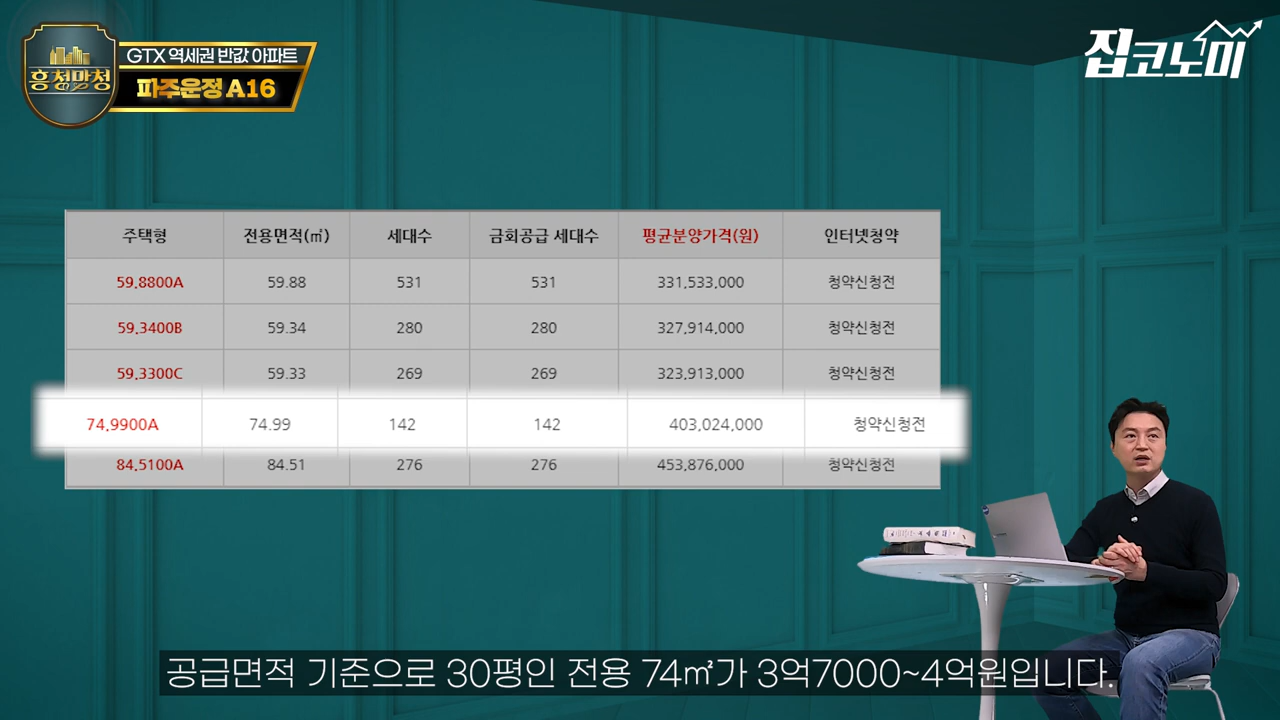 GTX 역세권 반값 아파트
흥청망청
파주운정 A16
집코노미
주택형 전용면적(㎡) 세대수 금회공급 세대수 평균분양가격(원) 인터넷청약
59.8800A 59.88 531 531 331,533,000 청약신청전
59.3400B 59.34 280 280 327,914,000 청약신청전
59.3300C 59.33 269 269 323,913,000 청약신청전
74.9900A 74.99 142 142 403,024,000 청약신청전
84.5100A 84.51 276 276 453,876,000 청약신청전
공급면적 기준으로 30평인 전용 74㎡가 3억7000~4억원입니다.